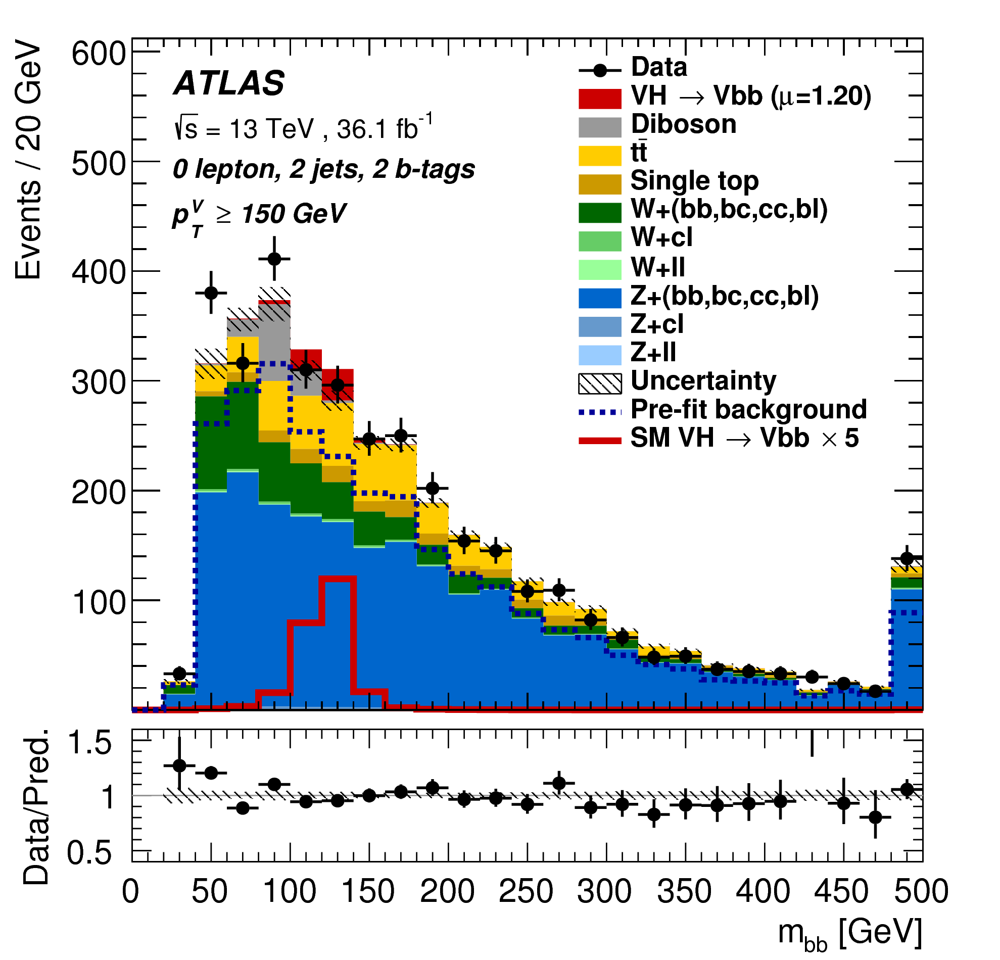 Events / 20 GeV
600
500
400
300
200
100
ATLAS
√s = 13 TeV , 36.1 fb⁻¹
0 lepton, 2 jets, 2 b-tags
p_T^V ≥ 150 GeV
Data
VH → Vbb (μ=1.20)
Diboson
tt̄
Single top
W+(bb,bc,cc,bl)
W+cl
W+ll
Z+(bb,bc,cc,bl)
Z+cl
Z+ll
Uncertainty
Pre-fit background
SM VH → Vbb × 5
Data/Pred.
1.5
1
0.5
0 50 100 150 200 250 300 350 400 450 500
m_bb [GeV]